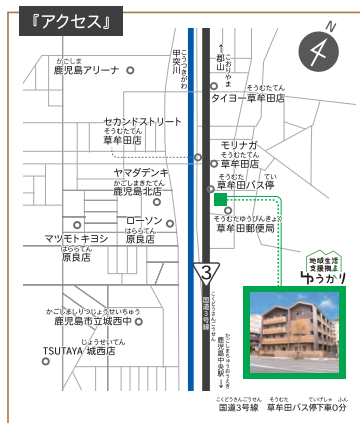 『アクセス』
N
かごしま
鹿児島アリーナ
こうつきがわ
甲突川
こおりやま
←郡山
そうむたてん
タイヨー草牟田店
セカンドストリート
そうむたてん
草牟田店
モリナガ
そうむたてん
草牟田店
ヤマダデンキ
かごしまきたてん
鹿児島北店
そうむた てい
草牟田バス停
ローソン
はららてん
原良店
そうむたゆうびんきょく
草牟田郵便局
マツモトキヨシ
はららてん
原良店
地域生活
支援拠点
ゆうかり
3
こくどうさんごうせん
国道3号線
かごしまちゅうおうえき
鹿児島中央駅→
かごしましりつじょうせいちゅう
鹿児島市立城西中
じょうせいてん
TSUTAYA 城西店
こくどうさんごうせん そうむた ていげしゃ ふん
国道3号線 草牟田バス停下車0分